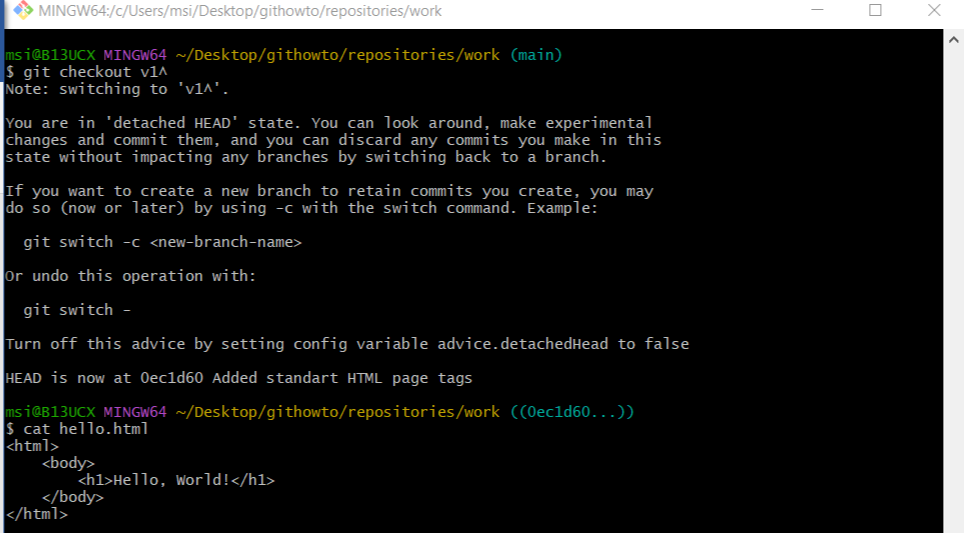 MINGW64:/c/Users/msi/Desktop/githowto/repositories/work
msi@B13UCX MINGW64 ~/Desktop/githowto/repositories/work (main)
$ git checkout v1^
Note: switching to 'v1^'.
You are in 'detached HEAD' state. You can look around, make experimental
changes and commit them, and you can discard any commits you make in this
state without impacting any branches by switching back to a branch.
If you want to create a new branch to retain commits you create, you may
do so (now or later) by using -c with the switch command. Example:
  git switch -c <new-branch-name>
Or undo this operation with:
  git switch -
Turn off this advice by setting config variable advice.detachedHead to false
HEAD is now at 0ec1d60 Added standart HTML page tags
msi@B13UCX MINGW64 ~/Desktop/githowto/repositories/work ((0ec1d60...))
$ cat hello.html
<html>
    <body>
        <h1>Hello, World!</h1>
    </body>
</html>